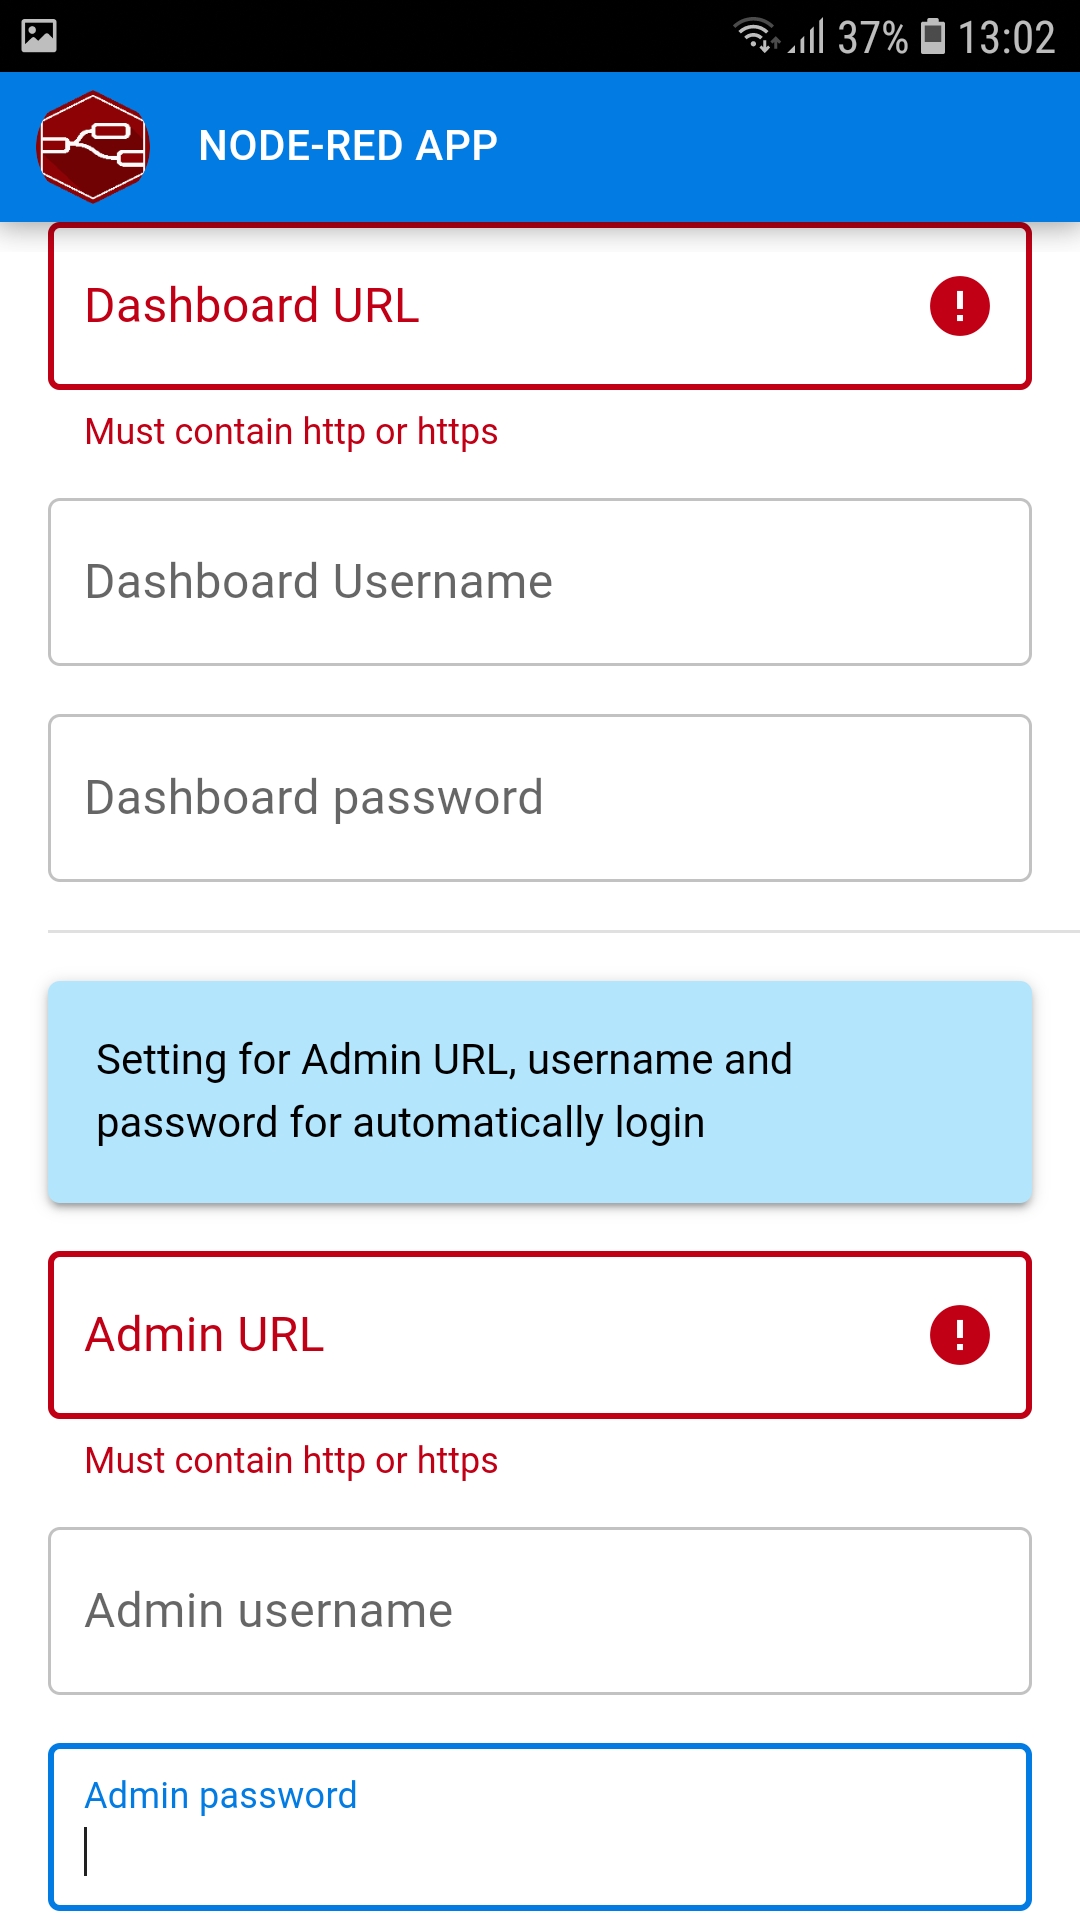 37% 13:02
NODE-RED APP
Dashboard URL
Must contain http or https
Dashboard Username
Dashboard password
Setting for Admin URL, username and
password for automatically login
Admin URL
Must contain http or https
Admin username
Admin password